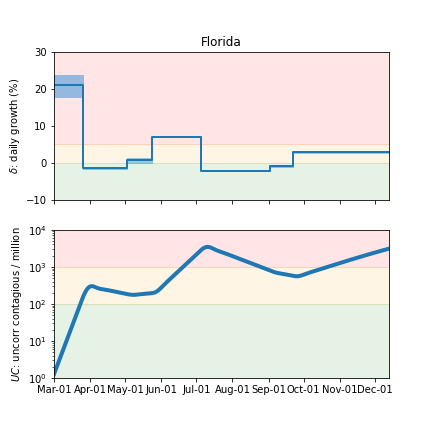 Florida
30
20
10
0
−10
δ: daily growth (%)
10⁴
10³
10²
10¹
10⁰
UC: uncorr contagious / million
Mar-01 Apr-01 May-01 Jun-01 Jul-01 Aug-01 Sep-01 Oct-01 Nov-01 Dec-01